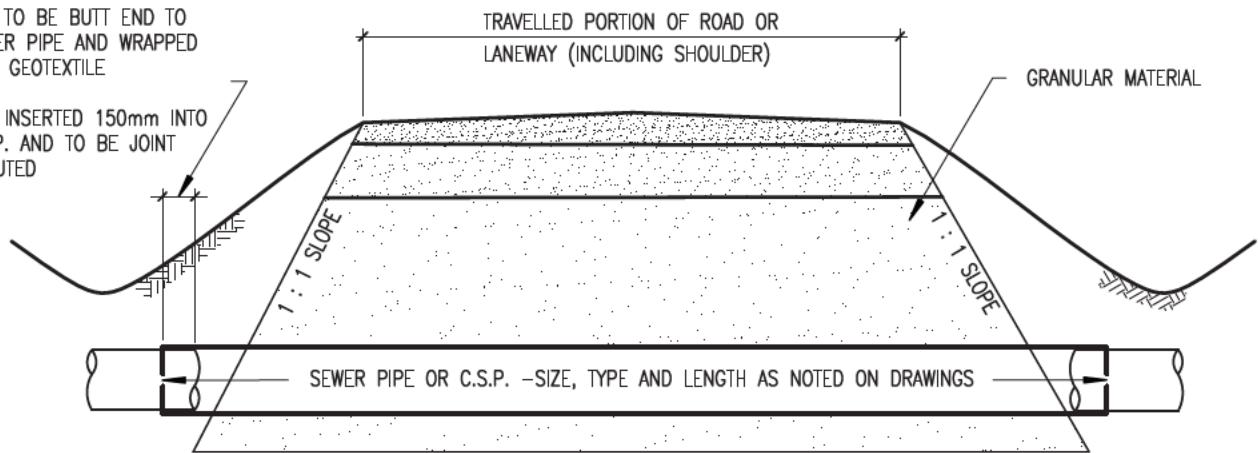 TO BE BUTT END TO
ER PIPE AND WRAPPED
GEOTEXTILE
INSERTED 150mm INTO
P. AND TO BE JOINT
UTED
TRAVELLED PORTION OF ROAD OR
LANEWAY (INCLUDING SHOULDER)
GRANULAR MATERIAL
1 : 1 SLOPE
1 : 1 SLOPE
SEWER PIPE OR C.S.P. -SIZE, TYPE AND LENGTH AS NOTED ON DRAWINGS